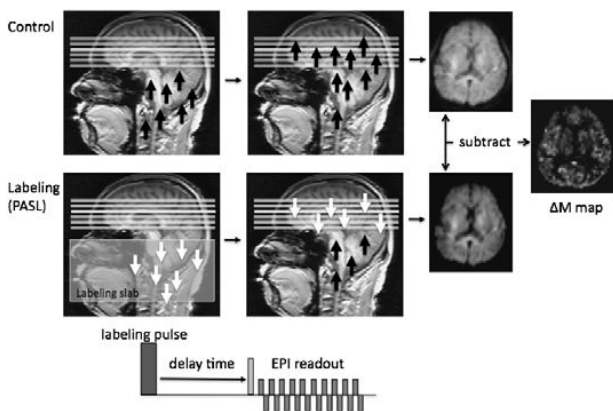 Control
subtract
Labeling
(PASL)
ΔM map
Labeling slab
labeling pulse
delay time
EPI readout